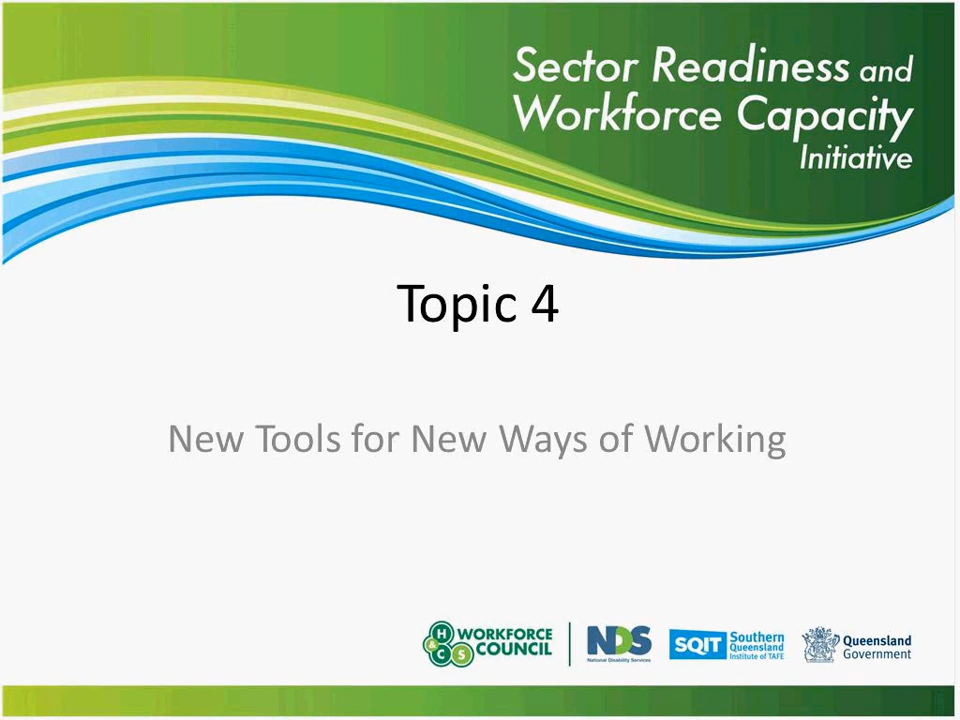 Sector Readiness and
Workforce Capacity
Initiative
Topic 4
New Tools for New Ways of Working
H
& C S
WORKFORCE
COUNCIL
NDS
National Disability Services
SQIT
Southern
Queensland
Institute of TAFE
Queensland
Government